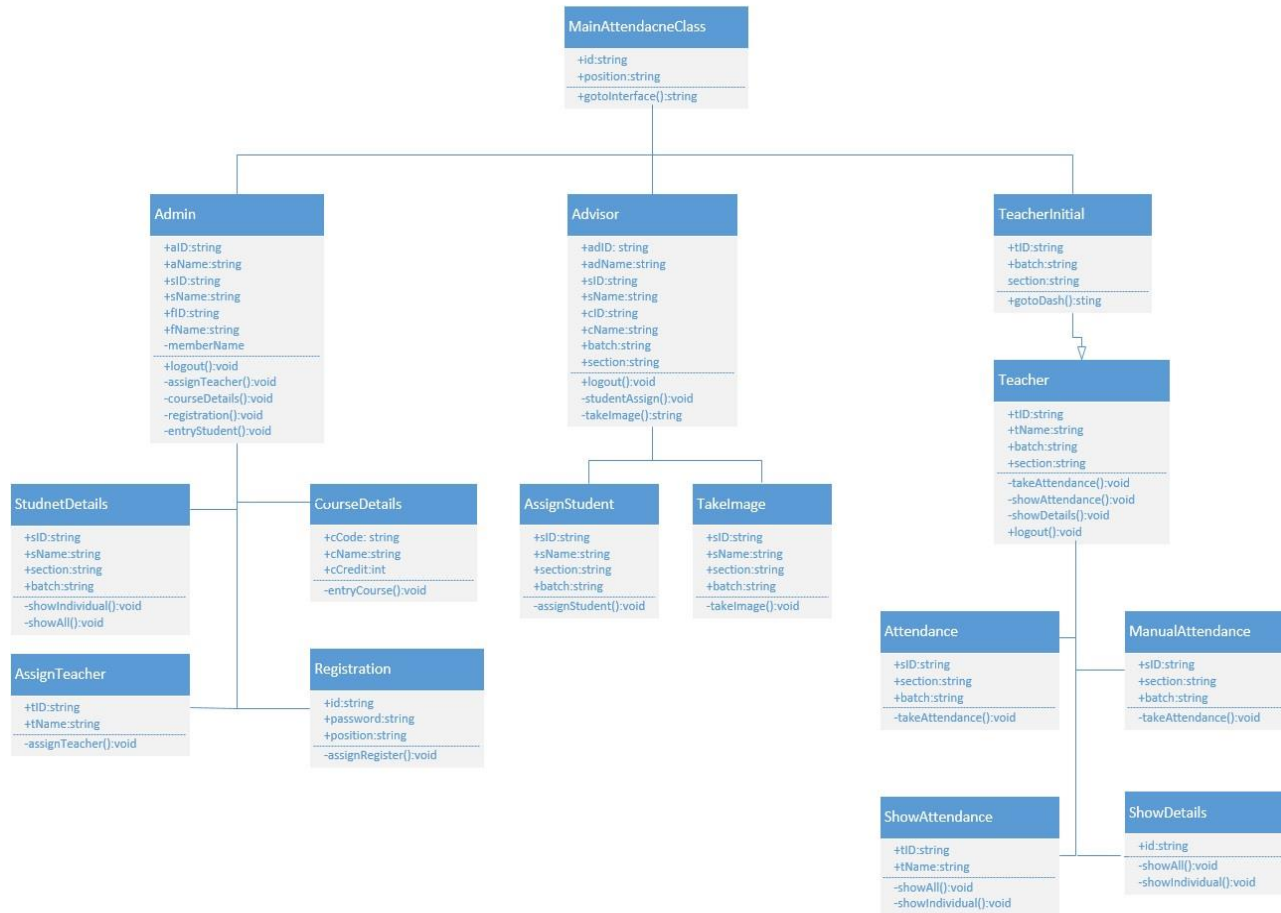 MainAttendacneClass
+id:string
+position:string
+gotoInterface():string
Admin
+aID:string
+aName:string
+sID:string
+sName:string
+fID:string
+fName:string
-memberName
+logout():void
-assignTeacher():void
-courseDetails():void
-registration():void
-entryStudent():void
Advisor
+adID: string
+adName:string
+sID:string
+sName:string
+cID:string
+cName:string
+batch:string
+section:string
+logout():void
-studentAssign():void
-takeImage():string
TeacherInitial
+tID:string
+batch:string
section:string
+gotoDash():sting
Teacher
+tID:string
+tName:string
+batch:string
+section:string
-takeAttendance():void
-showAttendance():void
-showDetails():void
+logout():void
StudnetDetails
+sID:string
+sName:string
+section:string
+batch:string
-showIndividual():void
-showAll():void
CourseDetails
+cCode: string
+cName:string
+cCredit:int
-entryCourse():void
AssignStudent
+sID:string
+sName:string
+section:string
+batch:string
-assignStudent():void
TakeImage
+sID:string
+sName:string
+section:string
+batch:string
-takeImage():void
AssignTeacher
+tID:string
+tName:string
-assignTeacher():void
Registration
+id:string
+password:string
+position:string
-assignRegister():void
Attendance
+sID:string
+section:string
+batch:string
-takeAttendance():void
ManualAttendance
+sID:string
+section:string
+batch:string
-takeAttendance():void
ShowAttendance
+tID:string
+tName:string
-showAll():void
-showIndividual():void
ShowDetails
+id:string
-showAll():void
-showIndividual():void